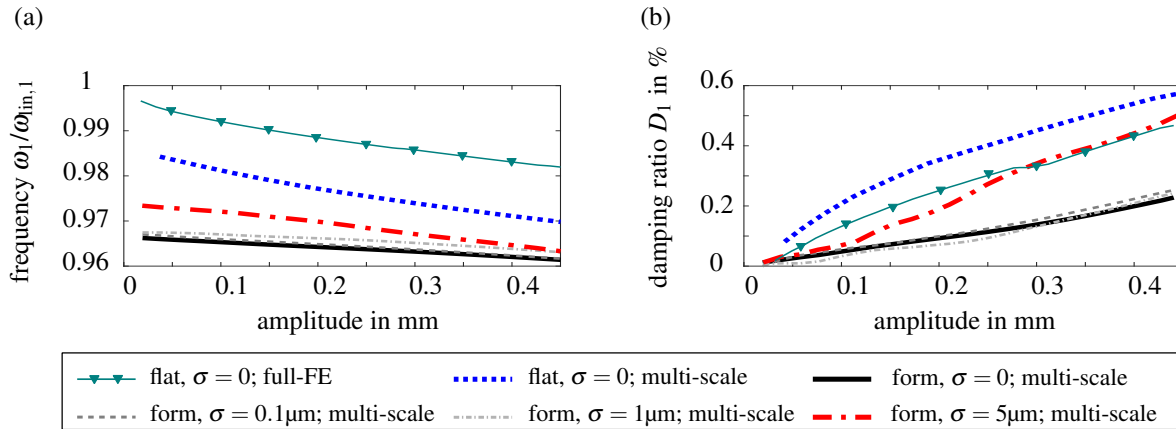 (a)
(b)
frequency ω₁/ω_lin,1
1
0.99
0.98
0.97
0.96
0
0.1
0.2
0.3
0.4
amplitude in mm
damping ratio D₁ in %
0.6
0.4
0.2
0
0
0.1
0.2
0.3
0.4
amplitude in mm
flat, σ = 0; full-FE
flat, σ = 0; multi-scale
form, σ = 0; multi-scale
form, σ = 0.1μm; multi-scale
form, σ = 1μm; multi-scale
form, σ = 5μm; multi-scale